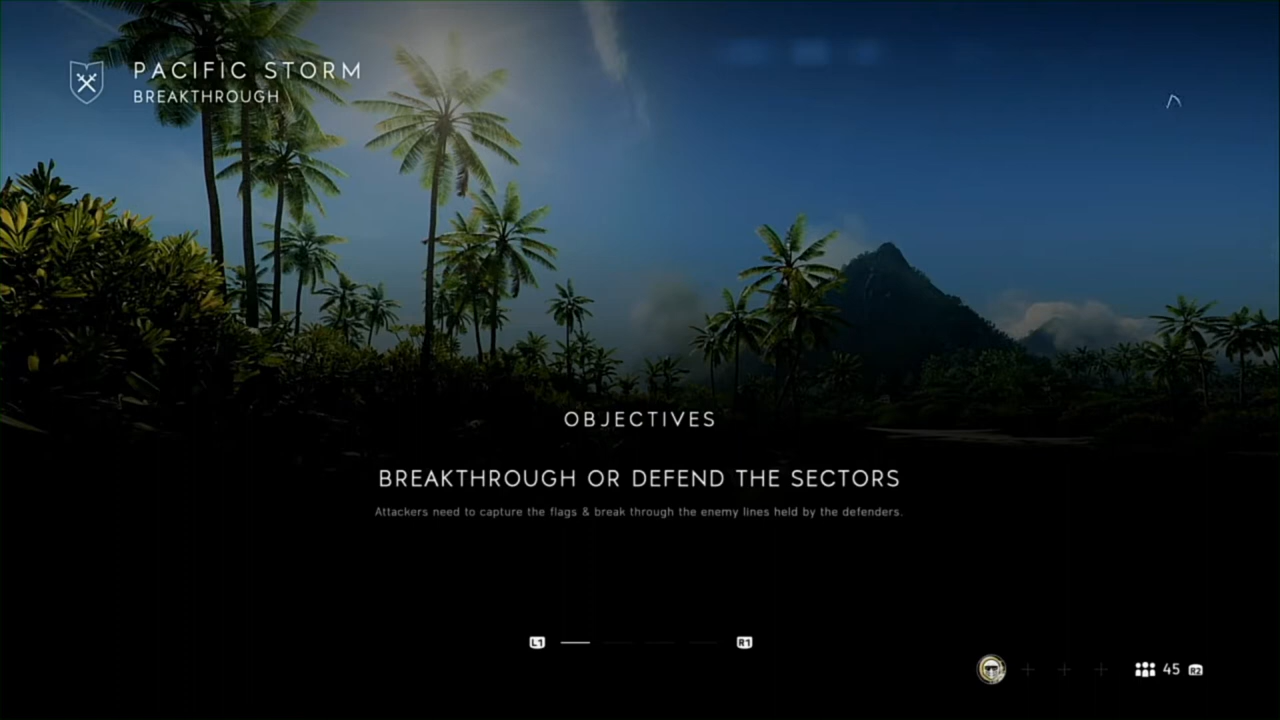 PACIFIC STORM
BREAKTHROUGH
OBJECTIVES
BREAKTHROUGH OR DEFEND THE SECTORS
Attackers need to capture the flags & break through the enemy lines held by the defenders.
L1 R1
45 R2